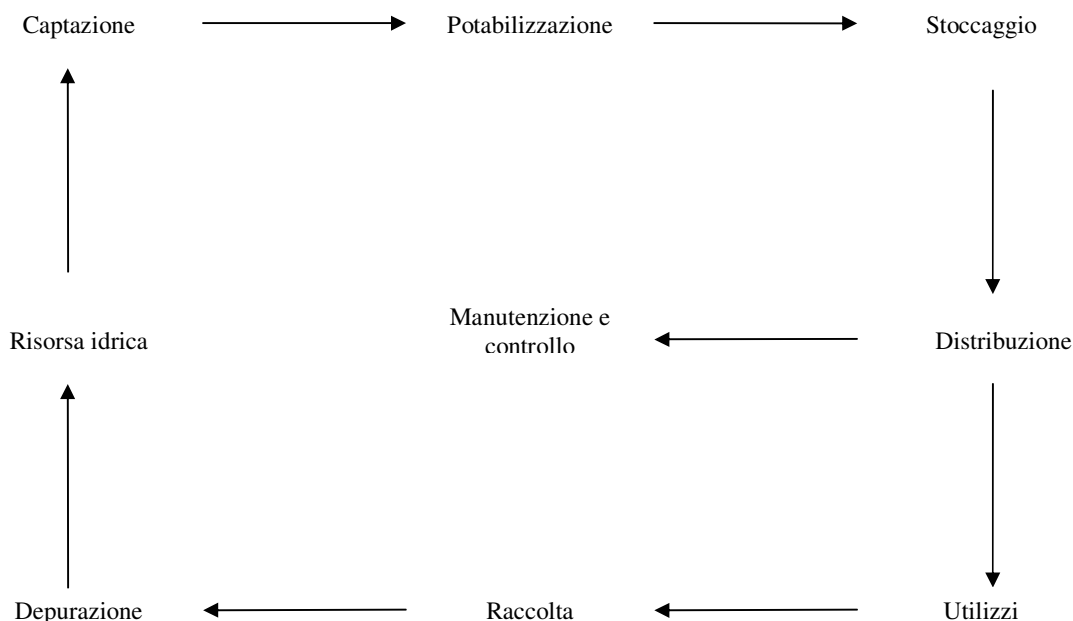 Captazione
Potabilizzazione
Stoccaggio
Risorsa idrica
Manutenzione e
controllo
Distribuzione
Depurazione
Raccolta
Utilizzi